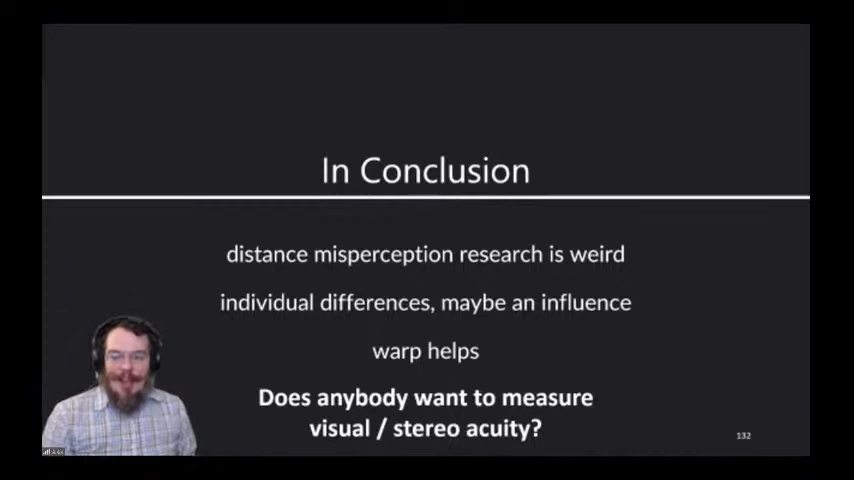 In Conclusion
distance misperception research is weird
individual differences, maybe an influence
warp helps
Does anybody want to measure
visual / stereo acuity?
132